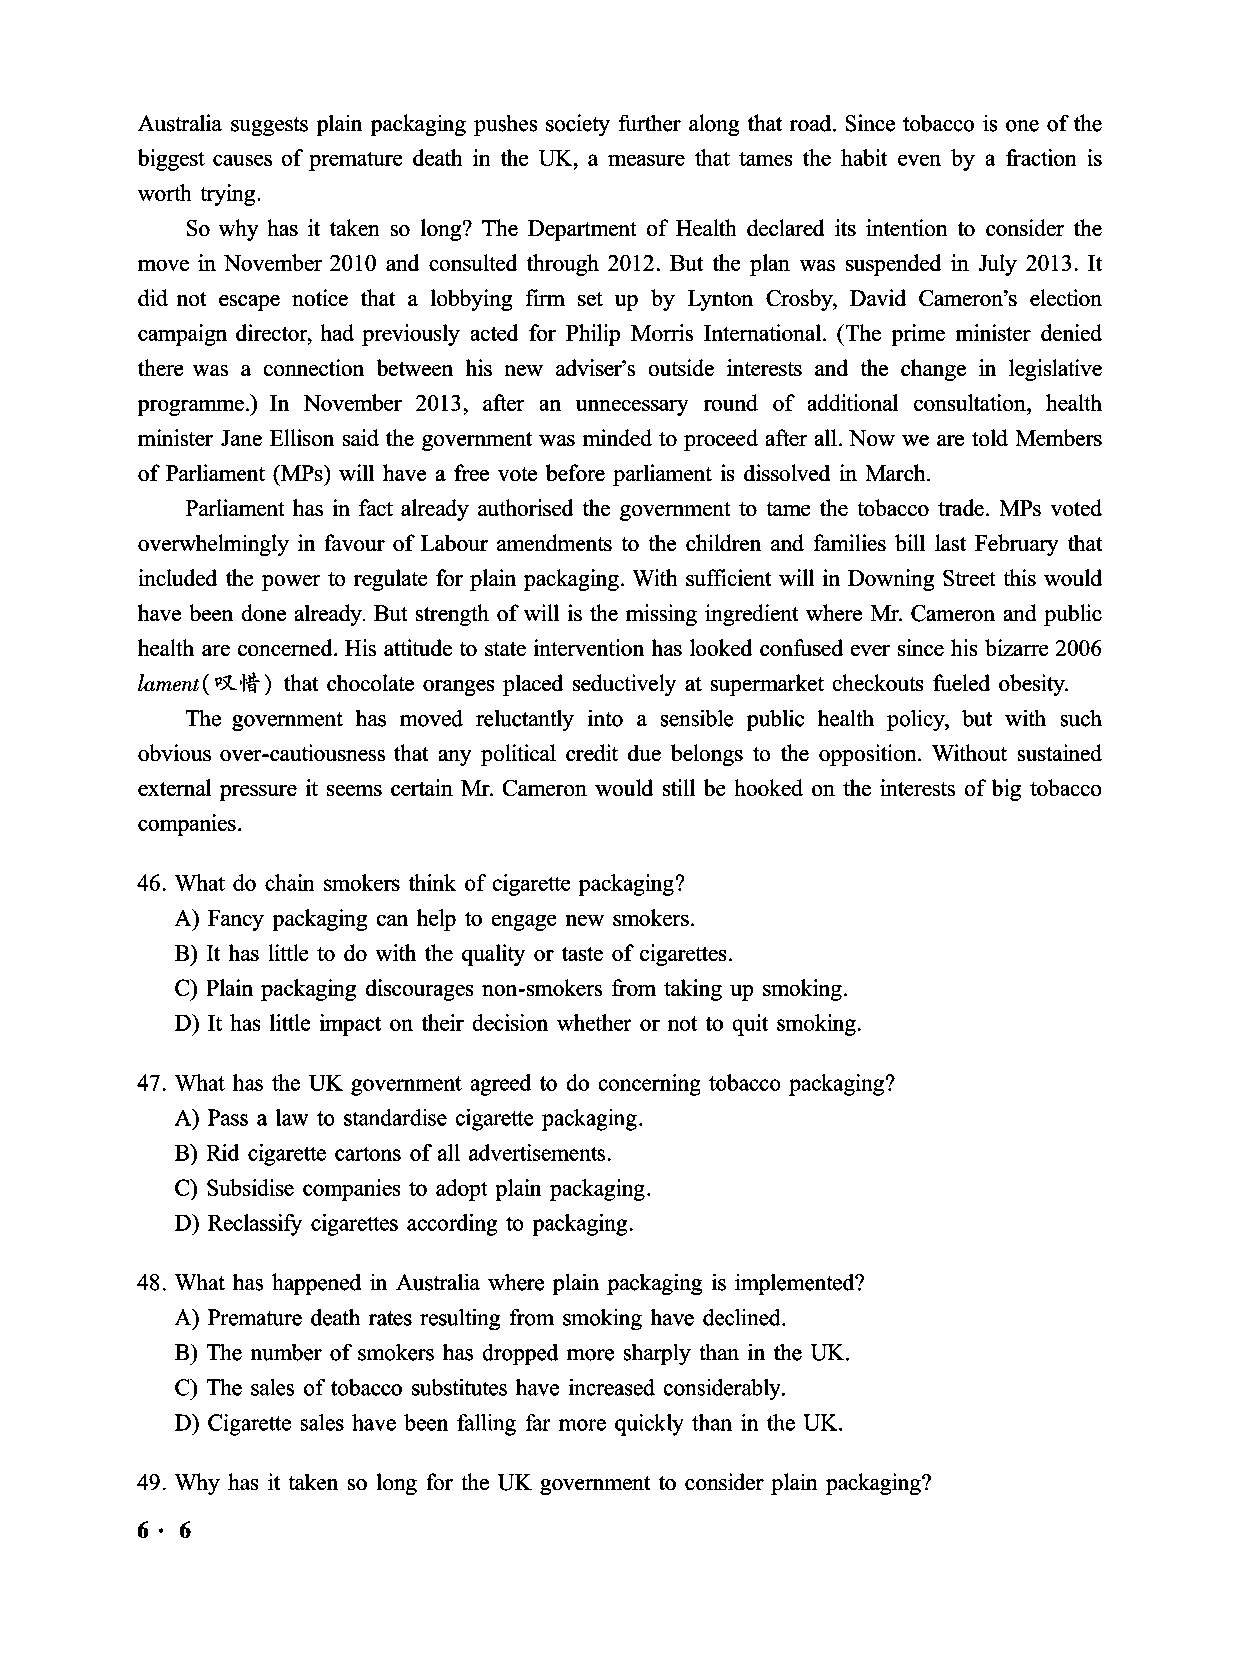 Australia suggests plain packaging pushes society further along that road. Since tobacco is one of the
biggest causes of premature death in the UK, a measure that tames the habit even by a fraction is
worth trying.
So why has it taken so long? The Department of Health declared its intention to consider the
move in November 2010 and consulted through 2012. But the plan was suspended in July 2013. It
did not escape notice that a lobbying firm set up by Lynton Crosby, David Cameron's election
campaign director, had previously acted for Philip Morris International. (The prime minister denied
there was a connection between his new adviser's outside interests and the change in legislative
programme.) In November 2013, after an unnecessary round of additional consultation, health
minister Jane Ellison said the government was minded to proceed after all. Now we are told Members
of Parliament (MPs) will have a free vote before parliament is dissolved in March.
Parliament has in fact already authorised the government to tame the tobacco trade. MPs voted
overwhelmingly in favour of Labour amendments to the children and families bill last February that
included the power to regulate for plain packaging. With sufficient will in Downing Street this would
have been done already. But strength of will is the missing ingredient where Mr. Cameron and public
health are concerned. His attitude to state intervention has looked confused ever since his bizarre 2006
lament(叹惜) that chocolate oranges placed seductively at supermarket checkouts fueled obesity.
The government has moved reluctantly into a sensible public health policy, but with such
obvious over-cautiousness that any political credit due belongs to the opposition. Without sustained
external pressure it seems certain Mr. Cameron would still be hooked on the interests of big tobacco
companies.
46. What do chain smokers think of cigarette packaging?
A) Fancy packaging can help to engage new smokers.
B) It has little to do with the quality or taste of cigarettes.
C) Plain packaging discourages non-smokers from taking up smoking.
D) It has little impact on their decision whether or not to quit smoking.
47. What has the UK government agreed to do concerning tobacco packaging?
A) Pass a law to standardise cigarette packaging.
B) Rid cigarette cartons of all advertisements.
C) Subsidise companies to adopt plain packaging.
D) Reclassify cigarettes according to packaging.
48. What has happened in Australia where plain packaging is implemented?
A) Premature death rates resulting from smoking have declined.
B) The number of smokers has dropped more sharply than in the UK.
C) The sales of tobacco substitutes have increased considerably.
D) Cigarette sales have been falling far more quickly than in the UK.
49. Why has it taken so long for the UK government to consider plain packaging?
6 · 6